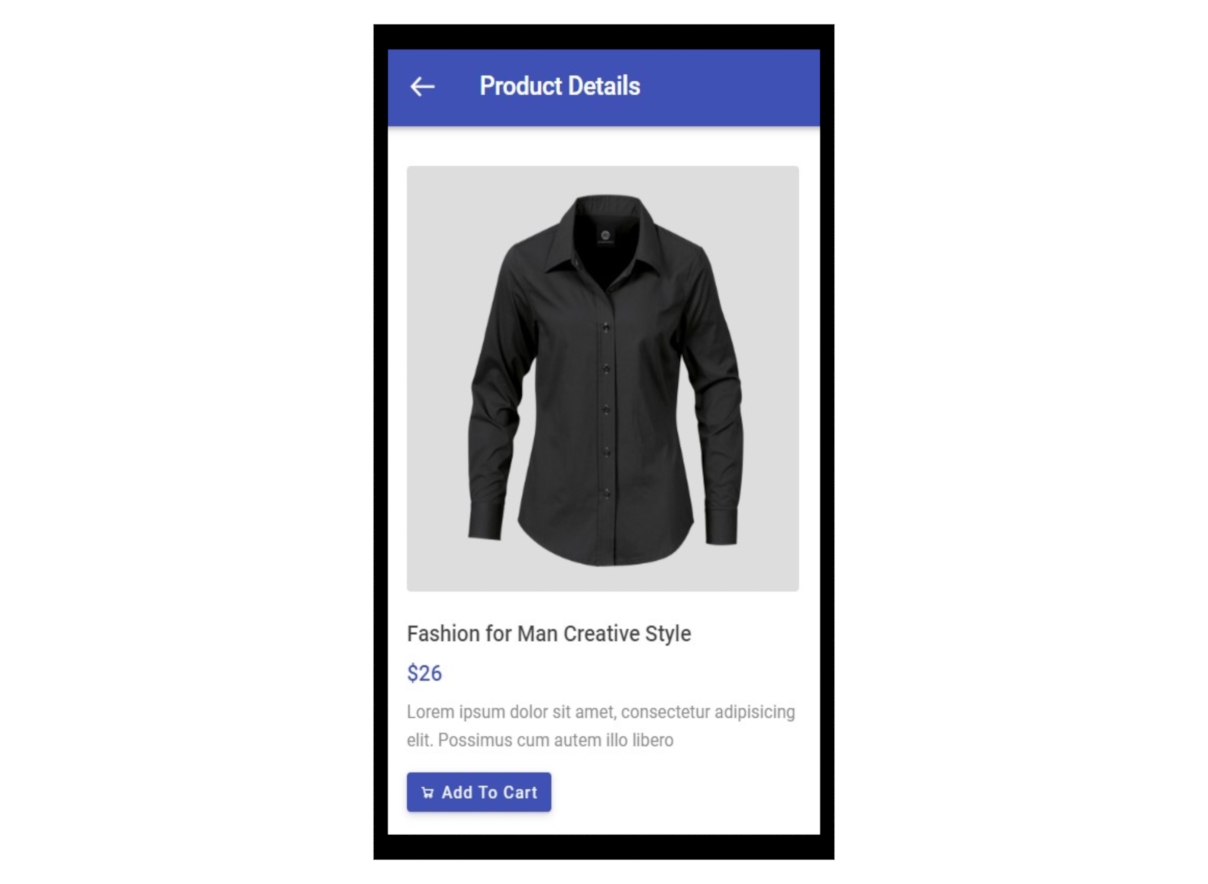 Product Details
Fashion for Man Creative Style
$26
Lorem ipsum dolor sit amet, consectetur adipisicing
elit. Possimus cum autem illo libero
Add To Cart